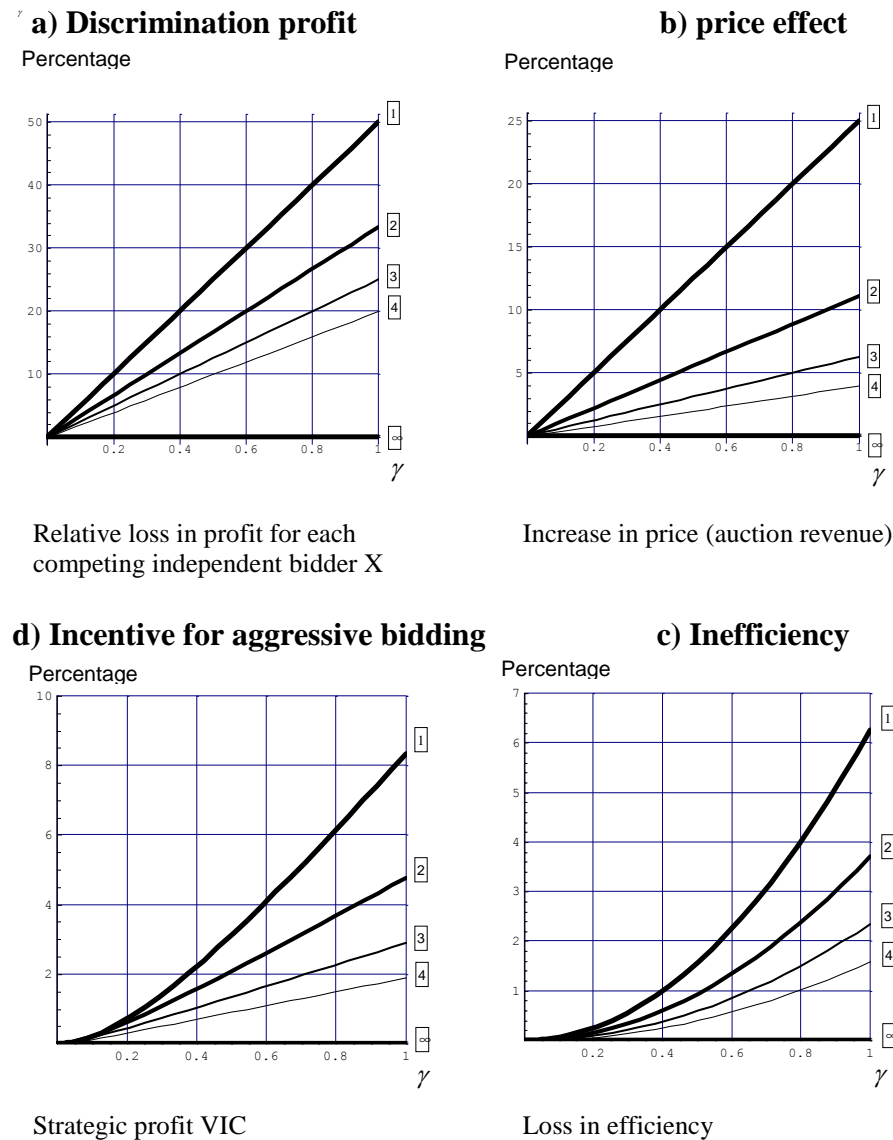 γ
a) Discrimination profit
b) price effect
Percentage
Percentage
50
40
30
20
10
0.2 0.4 0.6 0.8 1
1
2
3
4
∞
γ
25
20
15
10
5
0.2 0.4 0.6 0.8 1
1
2
3
4
∞
γ
Relative loss in profit for each
competing independent bidder X
Increase in price (auction revenue)
d) Incentive for aggressive bidding
c) Inefficiency
Percentage
Percentage
10
8
6
4
2
0.2 0.4 0.6 0.8 1
1
2
3
4
∞
γ
7
6
5
4
3
2
1
0.2 0.4 0.6 0.8 1
1
2
3
4
∞
γ
Strategic profit VIC
Loss in efficiency